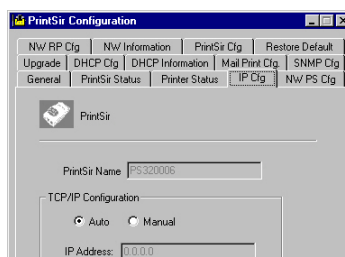 PrintSir Configuration
NW RP Cfg NW Information PrintSir Cfg Restore Default
Upgrade DHCP Cfg DHCP Information Mail Print Cfg. SNMP Cfg
General PrintSir Status Printer Status IP Cfg NW PS Cfg
PrintSir
PrintSir Name PS320006
TCP/IP Configuration
Auto Manual
IP Address: 0.0.0.0